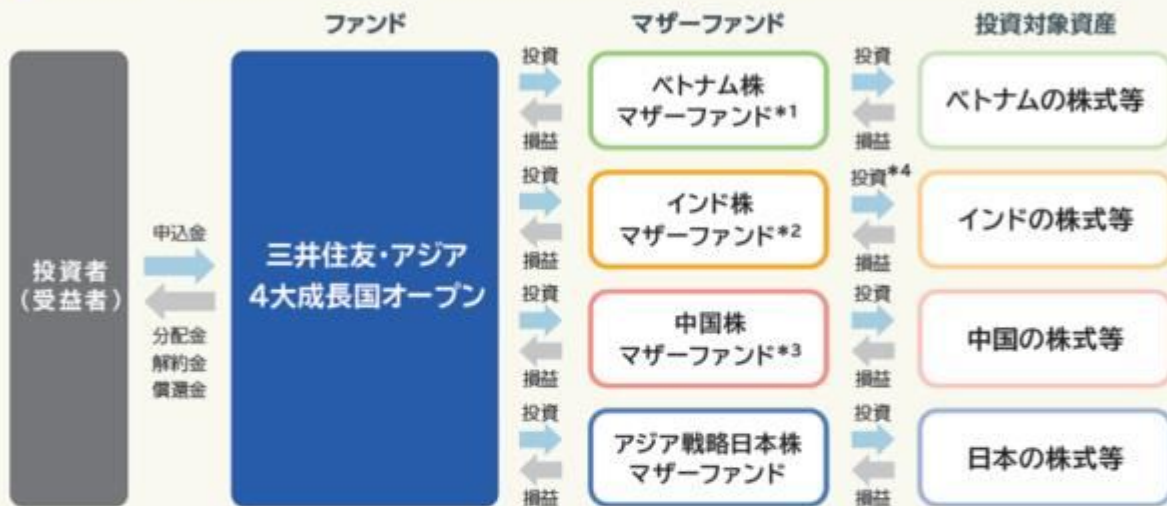 ファンド
マザーファンド
投資対象資産
投資者
(受益者)
申込金
分配金
解約金
償還金
三井住友・アジア
4大成長国オープン
投資
損益
ベトナム株
マザーファンド*1
投資
損益
ベトナムの株式等
投資
損益
インド株
マザーファンド*2
投資*4
損益
インドの株式等
投資
損益
中国株
マザーファンド*3
投資
損益
中国の株式等
投資
損益
アジア戦略日本株
マザーファンド
投資
損益
日本の株式等